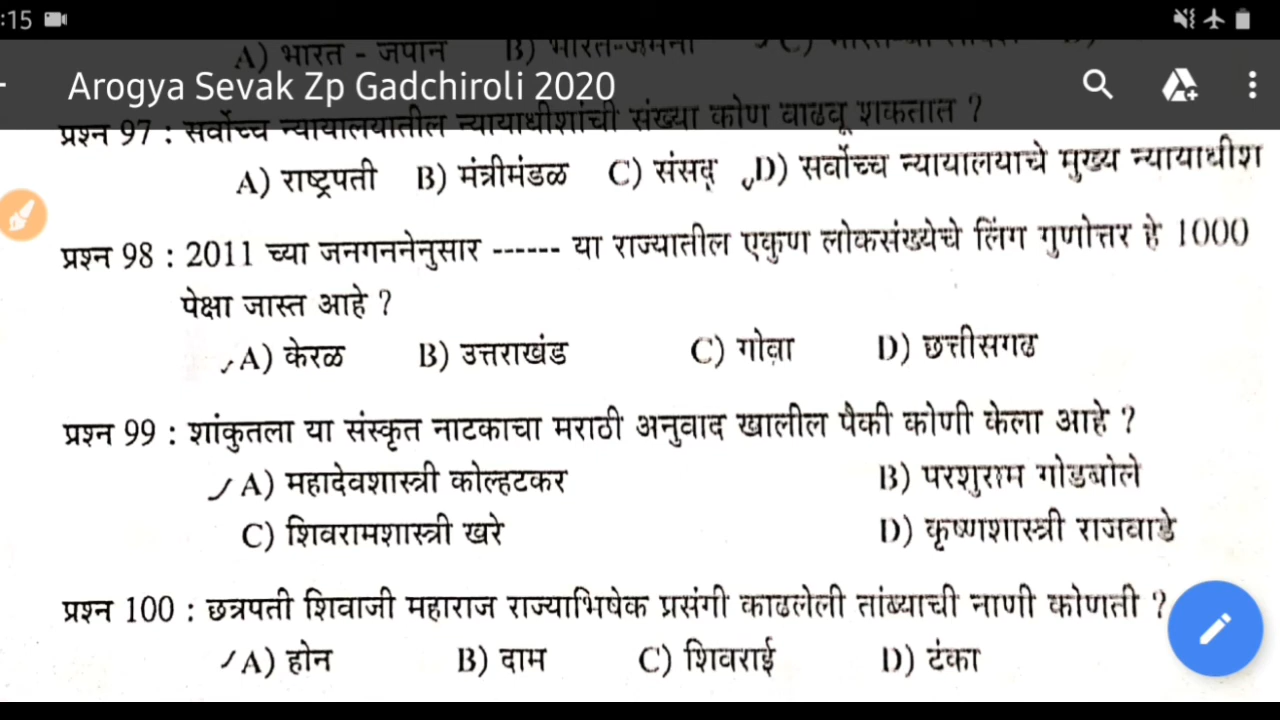 :15
A) भारत - जपान B) भारत-जर्मनी C) D)
Arogya Sevak Zp Gadchiroli 2020
प्रश्न 97 : सर्वोच्च न्यायालयातील न्यायाधीशांची संख्या कोण वाढवू शकतात ?
A) राष्ट्रपती B) मंत्रीमंडळ C) संसद D) सर्वोच्च न्यायालयाचे मुख्य न्यायाधीश
प्रश्न 98 : 2011 च्या जनगननेनुसार ------ या राज्यातील एकुण लोकसंख्येचे लिंग गुणोत्तर हे 1000
पेक्षा जास्त आहे ?
A) केरळ B) उत्तराखंड C) गोवा D) छत्तीसगढ
प्रश्न 99 : शांकुतला या संस्कृत नाटकाचा मराठी अनुवाद खालील पैकी कोणी केला आहे ?
A) महादेवशास्त्री कोल्हटकर B) परशुराम गोडबोले
C) शिवरामशास्त्री खरे D) कृष्णशास्त्री राजवाडे
प्रश्न 100 : छत्रपती शिवाजी महाराज राज्याभिषेक प्रसंगी काढलेली तांब्याची नाणी कोणती ?
A) होन B) दाम C) शिवराई D) टंका